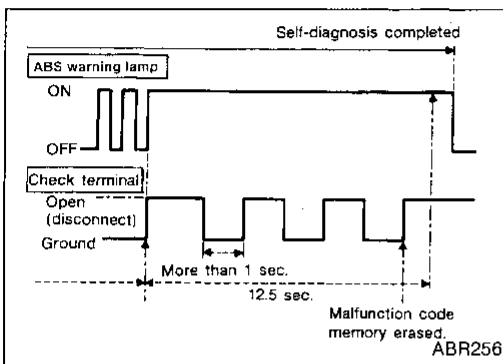 Self-diagnosis completed
ABS warning lamp
ON
OFF
Check terminal
Open
(disconnect)
Ground
More than 1 sec.
12.5 sec.
Malfunction code
memory erased.
ABR256